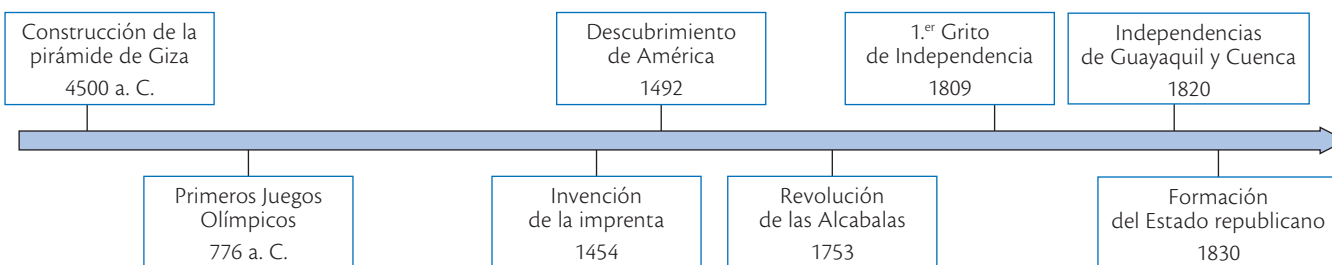 Construcción de la
pirámide de Giza
4500 a. C.
Descubrimiento
de América
1492
1.er Grito
de Independencia
1809
Independencias
de Guayaquil y Cuenca
1820
Primeros Juegos
Olímpicos
776 a. C.
Invención
de la imprenta
1454
Revolución
de las Alcabalas
1753
Formación
del Estado republicano
1830